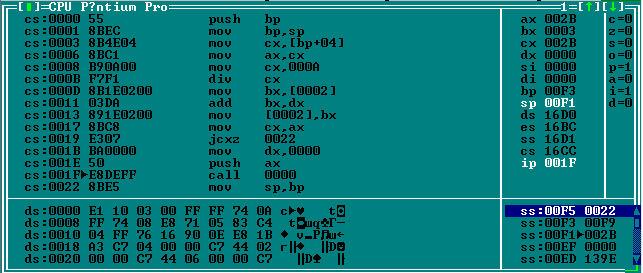 [▮]=CPU P?ntium Pro 1=[↑][↓]
cs:0000 55 push bp ax 002B c=0
cs:0001 8BEC mov bp,sp bx 0003 z=0
cs:0003 8B4E04 mov cx,[bp+04] cx 002B s=0
cs:0006 8BC1 mov ax,cx dx 0000 o=0
cs:0008 B90A00 mov cx,000A si 0000 p=1
cs:000B F7F1 div cx di 0000 a=0
cs:000D 8B1E0200 mov bx,[0002] bp 00F3 i=1
cs:0011 03DA add bx,dx sp 00F1 d=0
cs:0013 891E0200 mov [0002],bx ds 16D0
cs:0017 8BC8 mov cx,ax es 16BC
cs:0019 E307 jcxz 0022 ss 16D1
cs:001B BA0000 mov dx,0000 cs 16CC
cs:001E 50 push ax ip 001F
cs:001F►E8DEFF call 0000
cs:0022 8BE5 mov sp,bp
ds:0000 E1 10 03 00 FF FF 74 0A ss:00F5 0022
ds:0008 FF 74 08 E8 71 05 83 C4 ss:00F3 00F9
ds:0010 04 FF 76 16 90 0E E8 1B ss:00F1►002B
ds:0018 A3 C7 04 00 00 C7 44 02 ss:00EF 0000
ds:0020 00 00 C7 44 06 00 00 C7 ss:00ED 139E